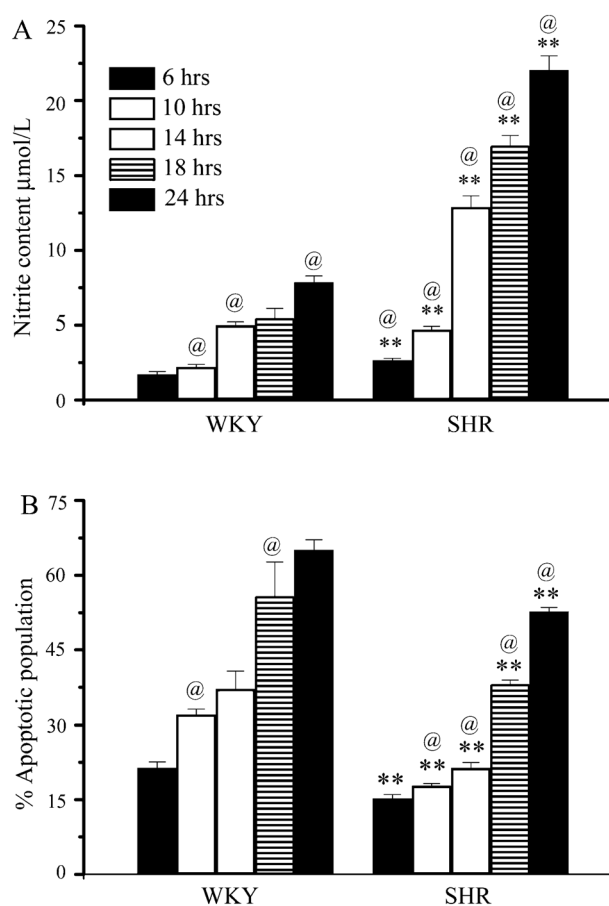 A
Nitrite content μmol/L
25
20
15
10
5
0
6 hrs
10 hrs
14 hrs
18 hrs
24 hrs
@
@
@
@
**
@
**
@
**
@
**
@
**
WKY
SHR
B
% Apoptotic population
75
60
45
30
15
0
@
@
**
@
**
@
**
@
**
@
**
WKY
SHR